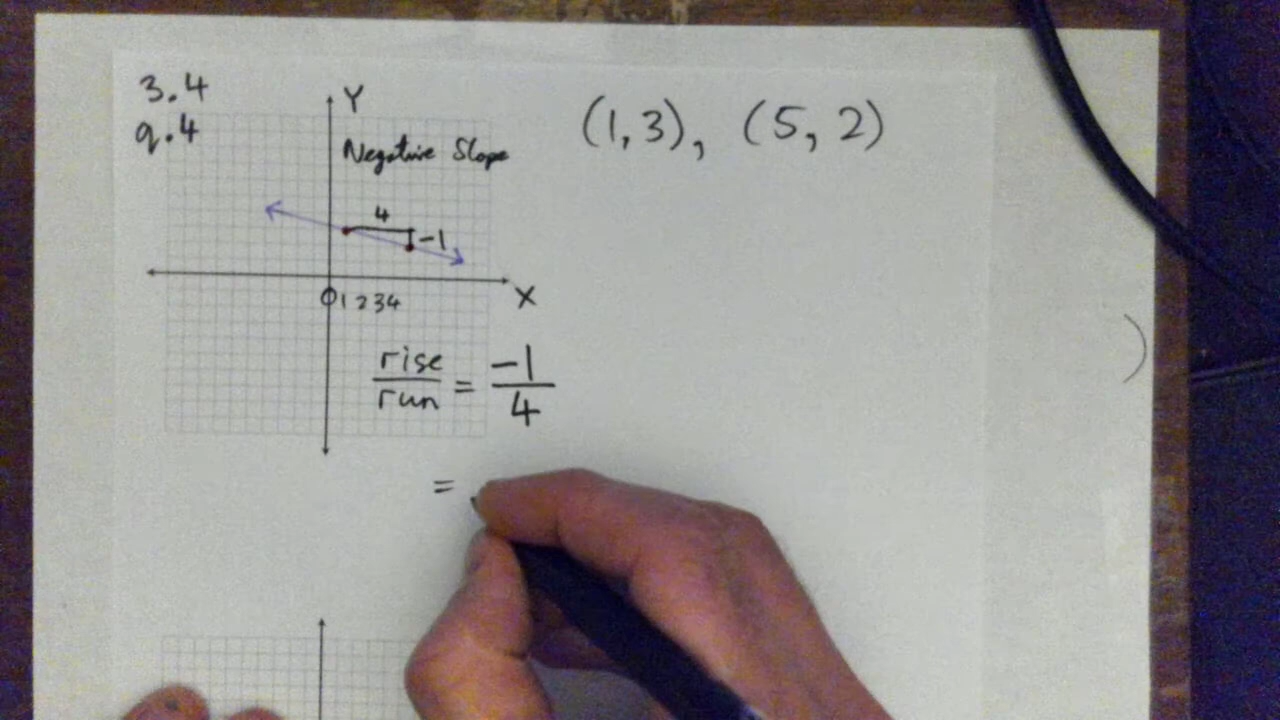 3.4
q.4
Y
Negative Slope
(1,3), (5, 2)
4
-1
X
0 1 2 3 4
rise/run = -1/4
=
)